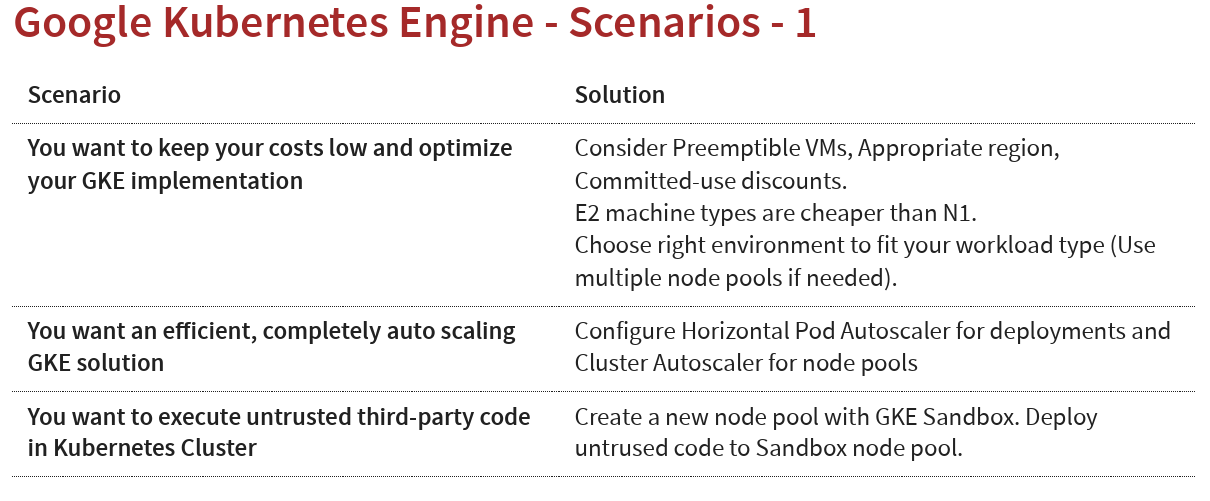 Google Kubernetes Engine - Scenarios - 1
Scenario
Solution
You want to keep your costs low and optimize
your GKE implementation
Consider Preemptible VMs, Appropriate region,
Committed-use discounts.
E2 machine types are cheaper than N1.
Choose right environment to fit your workload type (Use
multiple node pools if needed).
You want an efficient, completely auto scaling
GKE solution
Configure Horizontal Pod Autoscaler for deployments and
Cluster Autoscaler for node pools
You want to execute untrusted third-party code
in Kubernetes Cluster
Create a new node pool with GKE Sandbox. Deploy
untrused code to Sandbox node pool.